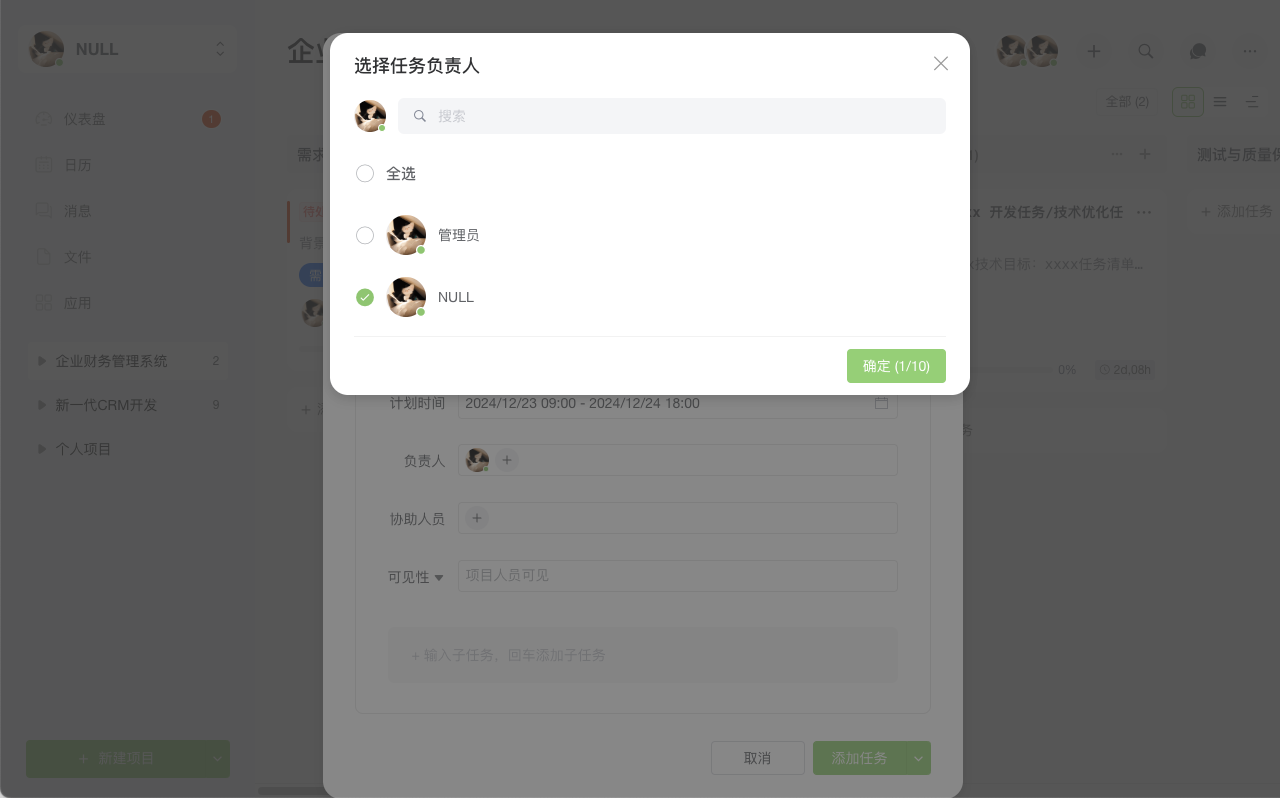 NULL
仪表盘
1
日历
消息
文件
应用
企业财务管理系统
2
新一代CRM开发
9
个人项目
+ 新建项目
企业
全部 (2)
需求
待处
背景
需
1)
测试与质量保
xx 开发任务/技术优化任
+ 添加任务
x技术目标：xxxx任务清单...
0%
2d,08h
务
选择任务负责人
搜索
全选
管理员
NULL
确定 (1/10)
计划时间
2024/12/23 09:00 - 2024/12/24 18:00
负责人
协助人员
可见性
项目人员可见
+ 输入子任务，回车添加子任务
取消
添加任务